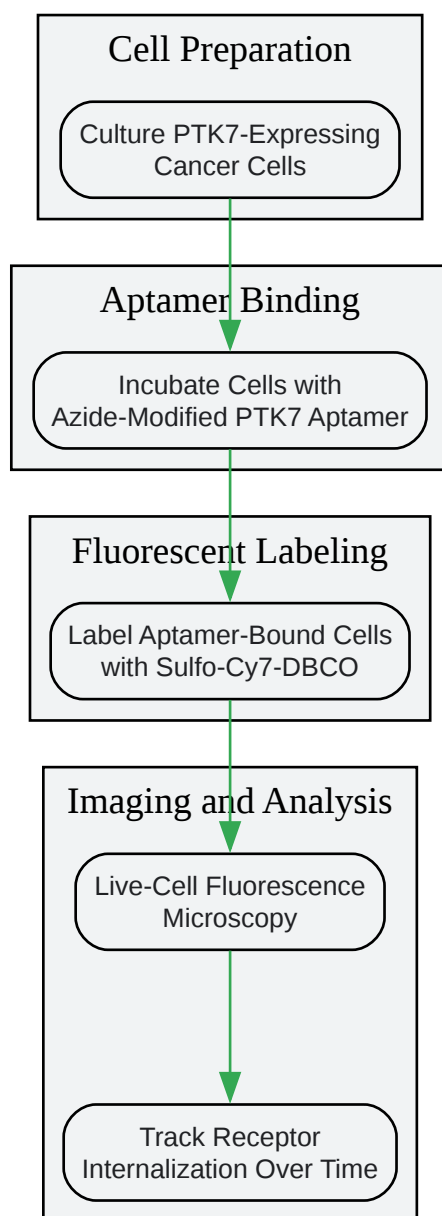 Cell Preparation
Culture PTK7-Expressing
Cancer Cells
Aptamer Binding
Incubate Cells with
Azide-Modified PTK7 Aptamer
Fluorescent Labeling
Label Aptamer-Bound Cells
with Sulfo-Cy7-DBCO
Imaging and Analysis
Live-Cell Fluorescence
Microscopy
Track Receptor
Internalization Over Time